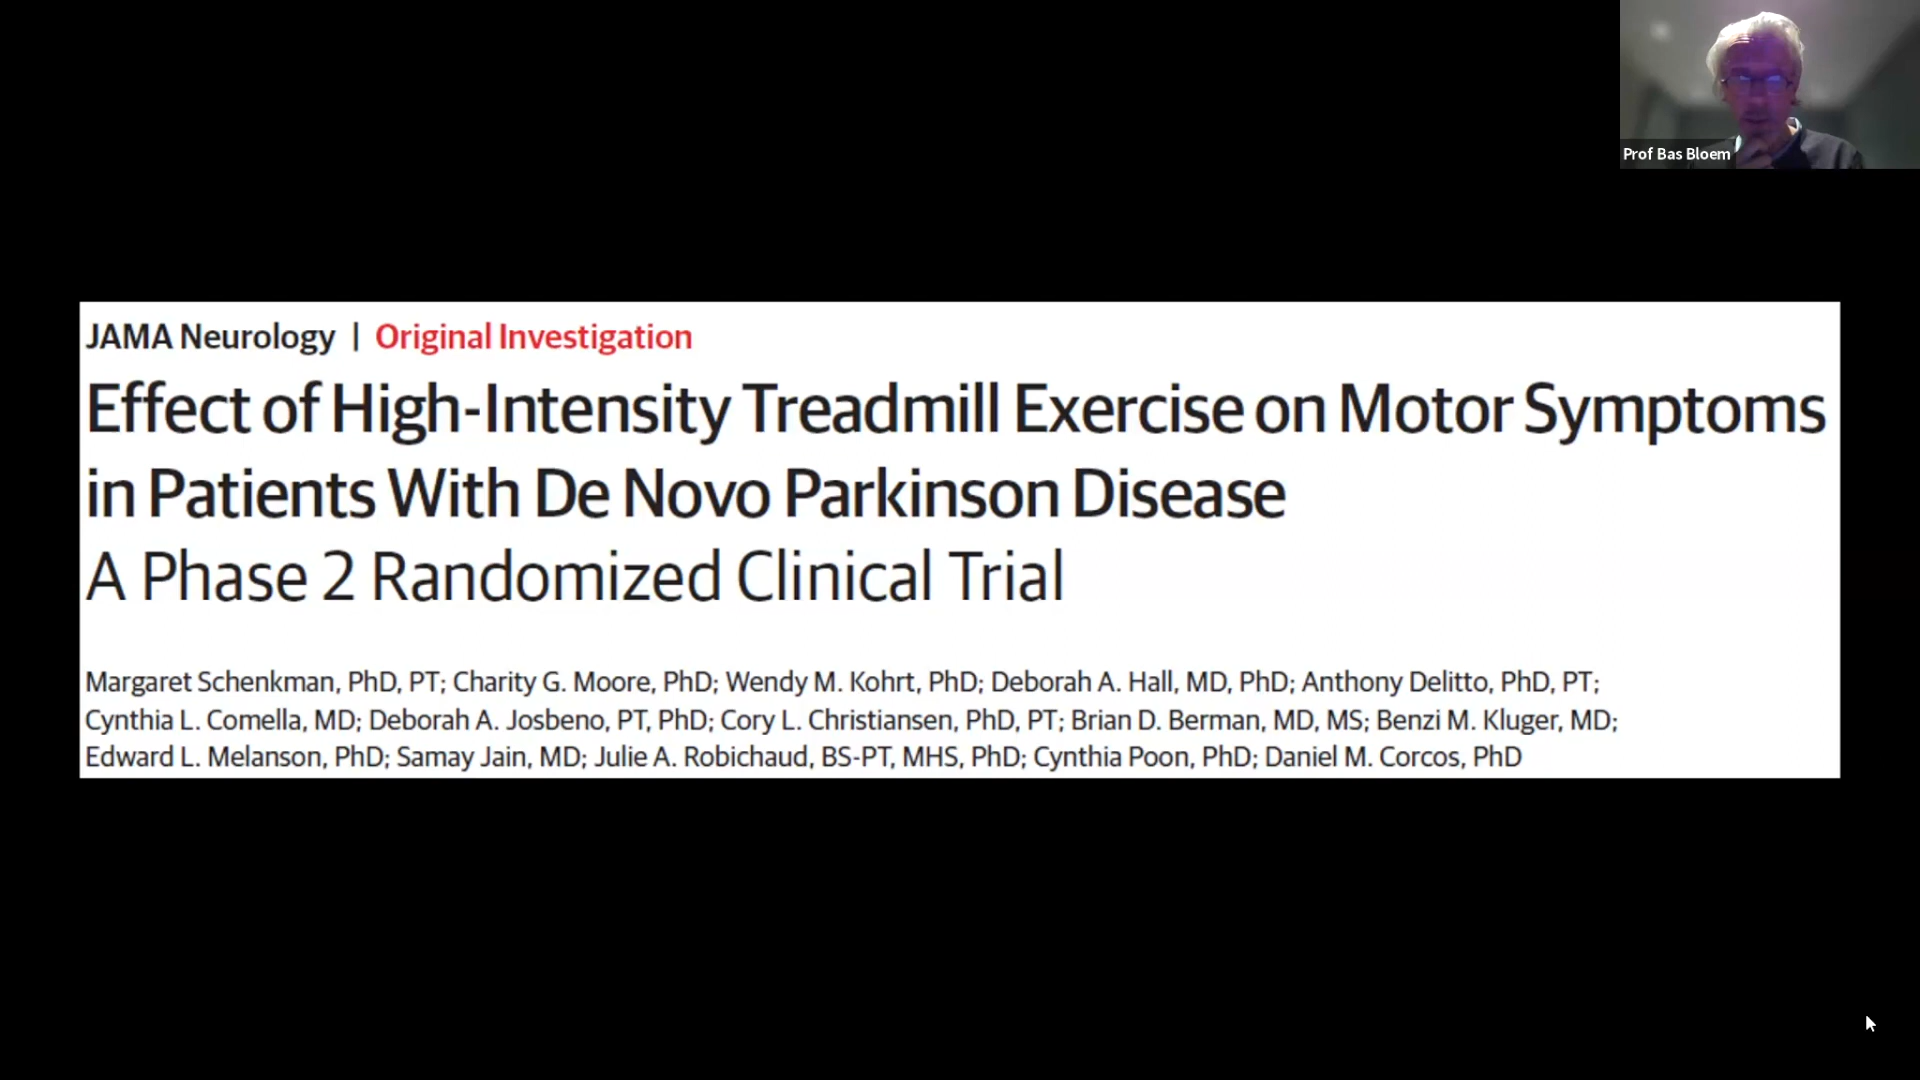 Prof Bas Bloem
JAMA Neurology | Original Investigation
Effect of High-Intensity Treadmill Exercise on Motor Symptoms
in Patients With De Novo Parkinson Disease
A Phase 2 Randomized Clinical Trial
Margaret Schenkman, PhD, PT; Charity G. Moore, PhD; Wendy M. Kohrt, PhD; Deborah A. Hall, MD, PhD; Anthony Delitto, PhD, PT;
Cynthia L. Comella, MD; Deborah A. Josbeno, PT, PhD; Cory L. Christiansen, PhD, PT; Brian D. Berman, MD, MS; Benzi M. Kluger, MD;
Edward L. Melanson, PhD; Samay Jain, MD; Julie A. Robichaud, BS-PT, MHS, PhD; Cynthia Poon, PhD; Daniel M. Corcos, PhD